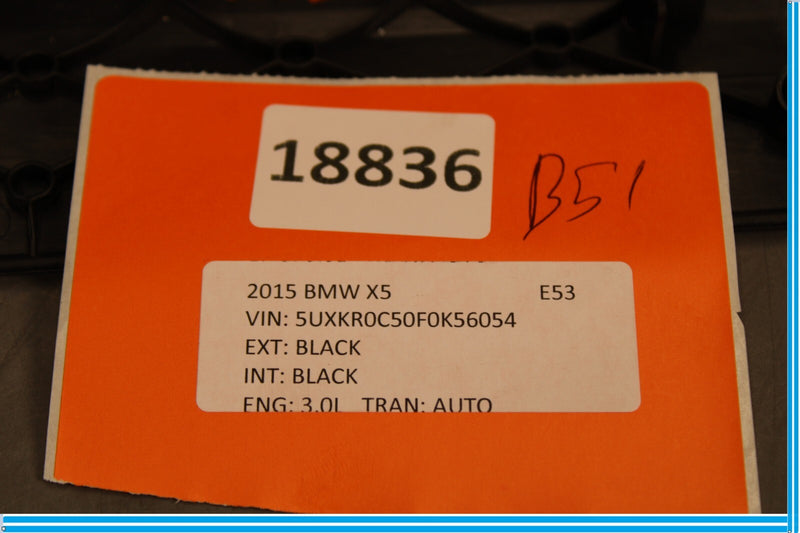 18836
B51
2015 BMW X5 E53
VIN: 5UXKR0C50F0K56054
EXT: BLACK
INT: BLACK
ENG: 3.0L TRAN: AUTO